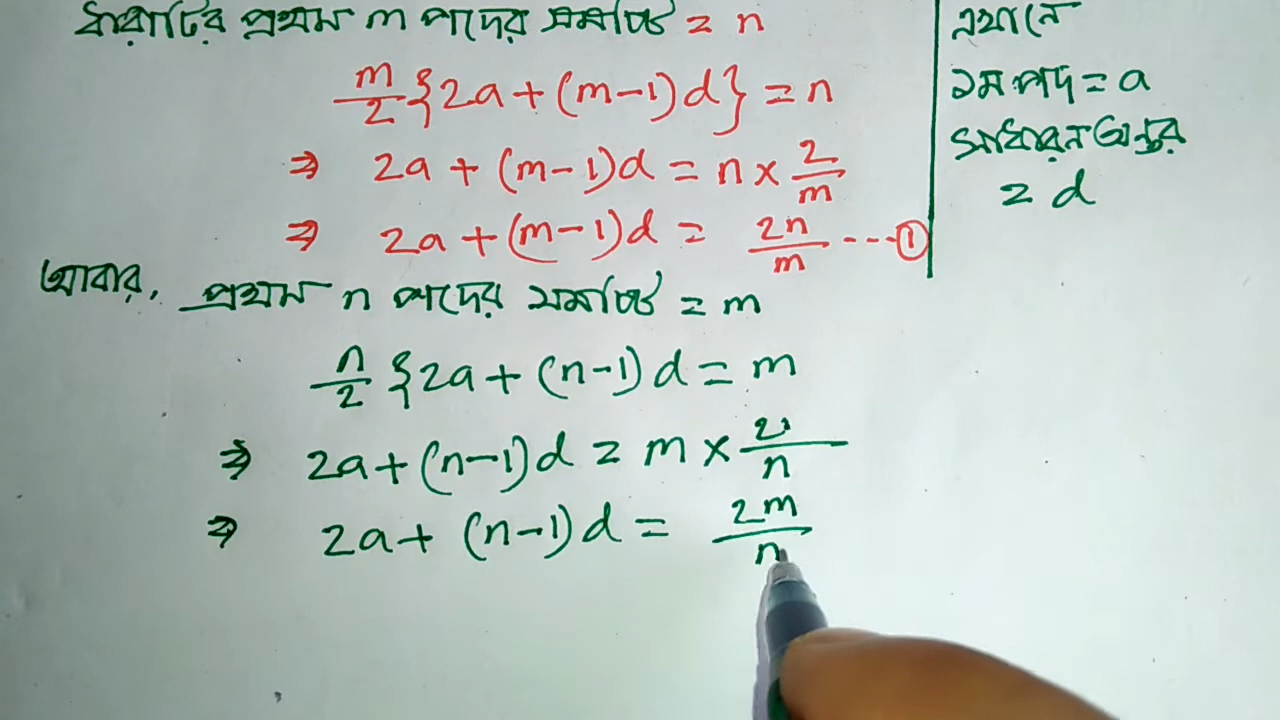 ধারাটির প্রথম m পদের সমষ্টি = n
m/2 {2a + (m-1)d} = n
⇒ 2a + (m-1)d = n × 2/m
⇒ 2a + (m-1)d = 2n/m ---①
এখানে
১ম পদ = a
সাধারন অন্তর
= d
আবার, প্রথম n পদের সমষ্টি = m
n/2 {2a + (n-1)d = m
⇒ 2a + (n-1)d = m × 2/n
⇒ 2a + (n-1)d = 2m/n